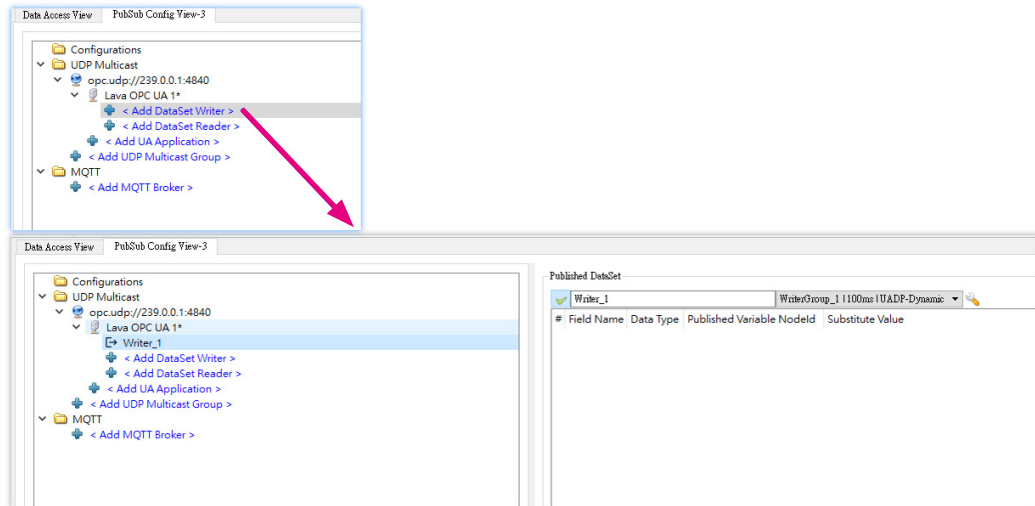 Data Access View PubSub Config View-3
Configurations
UDP Multicast
opc.udp://239.0.0.1:4840
Lava OPC UA 1*
< Add DataSet Writer >
< Add DataSet Reader >
< Add UA Application >
< Add UDP Multicast Group >
MQTT
< Add MQTT Broker >
Data Access View PubSub Config View-3
Configurations
UDP Multicast
opc.udp://239.0.0.1:4840
Lava OPC UA 1*
Writer_1
< Add DataSet Writer >
< Add DataSet Reader >
< Add UA Application >
< Add UDP Multicast Group >
MQTT
< Add MQTT Broker >
Published DataSet
Writer_1 WriterGroup_1 | 100ms | UADP-Dynamic
# Field Name Data Type Published Variable NodeId Substitute Value